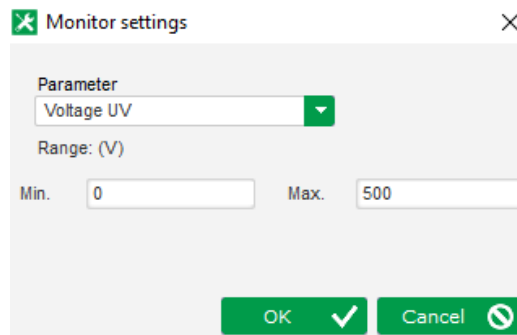 Monitor settings
Parameter
Voltage UV
Range: (V)
Min. 0 Max. 500
OK Cancel